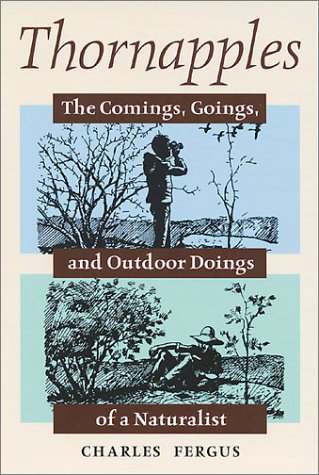 Thornapples
The Comings, Goings,
and Outdoor Doings
of a Naturalist
CHARLES FERGUS